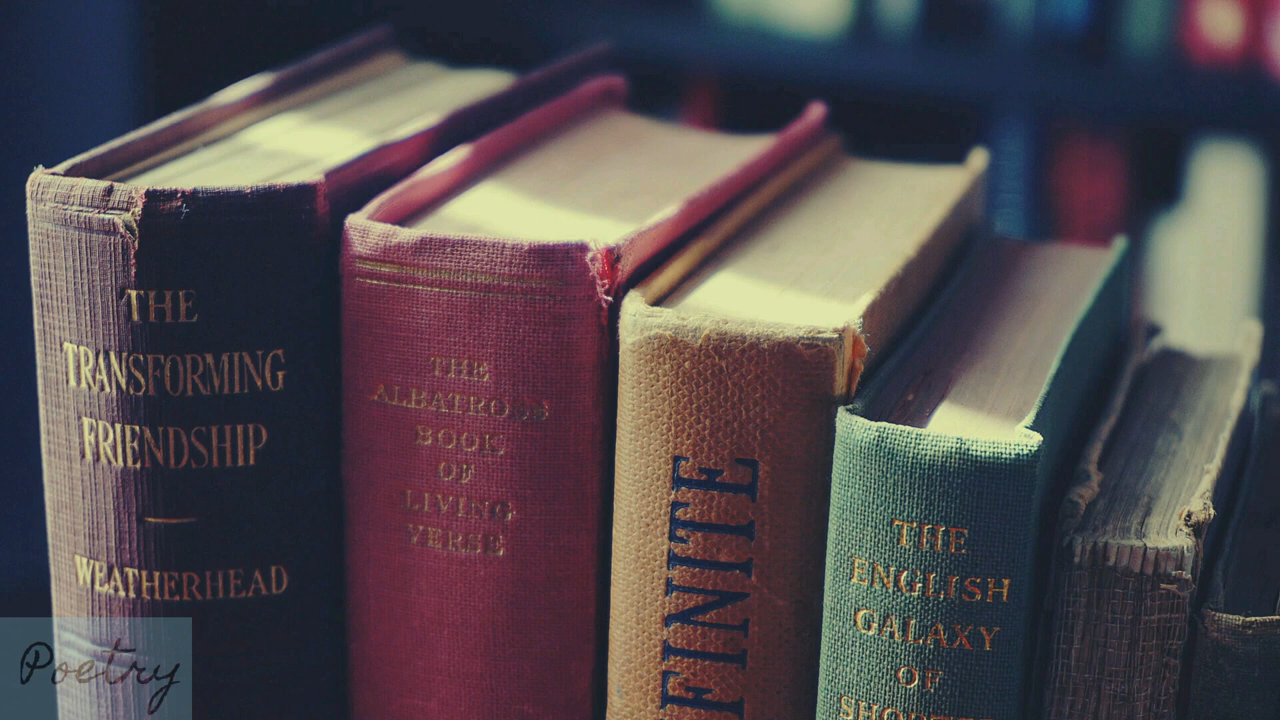 THE
TRANSFORMING
FRIENDSHIP
WEATHERHEAD
THE
ALBATROSS
BOOK
OF
LIVING
VERSE
FINITE
THE
ENGLISH
GALAXY
OF
Poetry